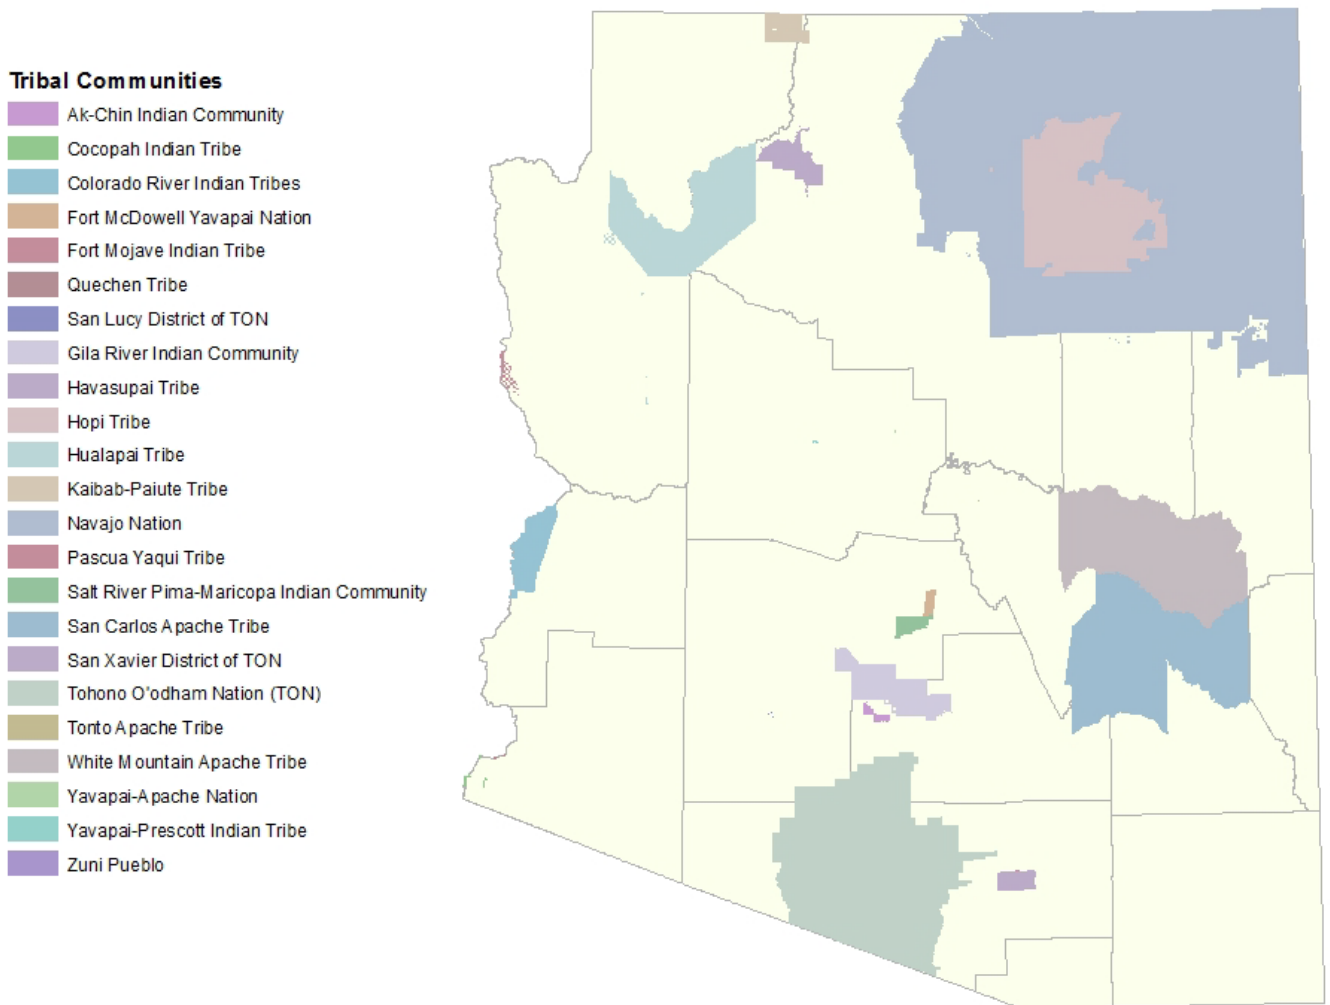 Tribal Communities
Ak-Chin Indian Community
Cocopah Indian Tribe
Colorado River Indian Tribes
Fort McDowell Yavapai Nation
Fort Mojave Indian Tribe
Quechen Tribe
San Lucy District of TON
Gila River Indian Community
Havasupai Tribe
Hopi Tribe
Hualapai Tribe
Kaibab-Paiute Tribe
Navajo Nation
Pascua Yaqui Tribe
Salt River Pima-Maricopa Indian Community
San Carlos Apache Tribe
San Xavier District of TON
Tohono O'odham Nation (TON)
Tonto Apache Tribe
White Mountain Apache Tribe
Yavapai-Apache Nation
Yavapai-Prescott Indian Tribe
Zuni Pueblo